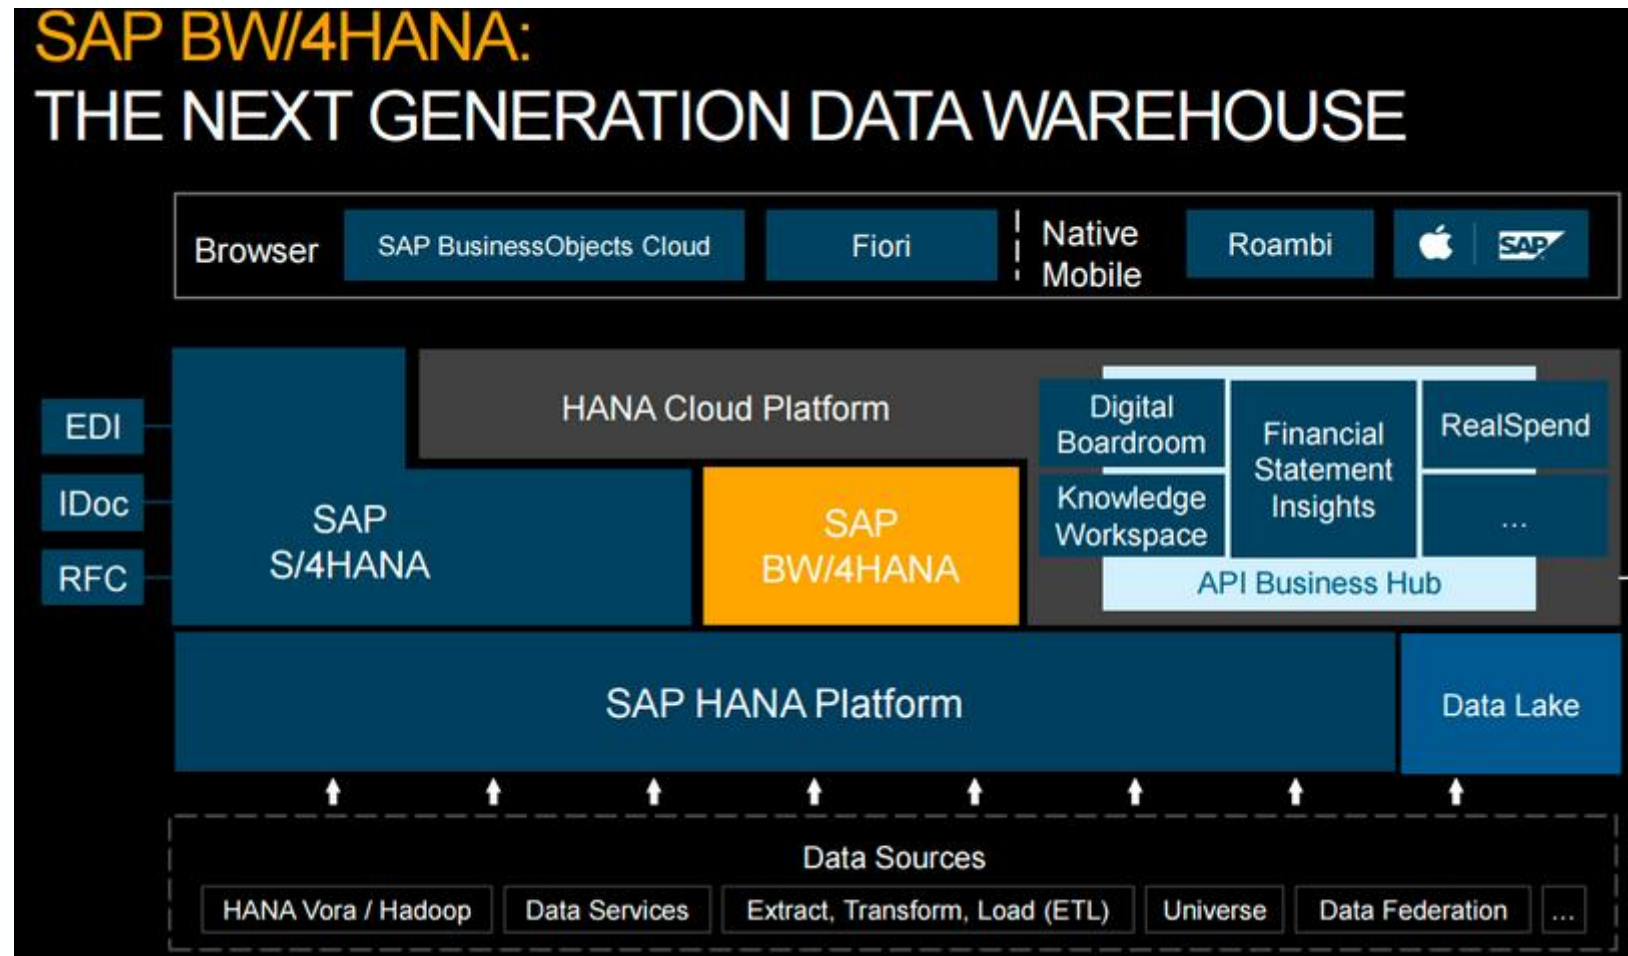 SAP BW/4HANA:
THE NEXT GENERATION DATA WAREHOUSE
Browser
SAP BusinessObjects Cloud
Fiori
Native
Mobile
Roambi
SAP
EDI
IDoc
RFC
SAP
S/4HANA
HANA Cloud Platform
SAP
BW/4HANA
Digital
Boardroom
Knowledge
Workspace
Financial
Statement
Insights
RealSpend
...
API Business Hub
SAP HANA Platform
Data Lake
Data Sources
HANA Vora / Hadoop
Data Services
Extract, Transform, Load (ETL)
Universe
Data Federation
...